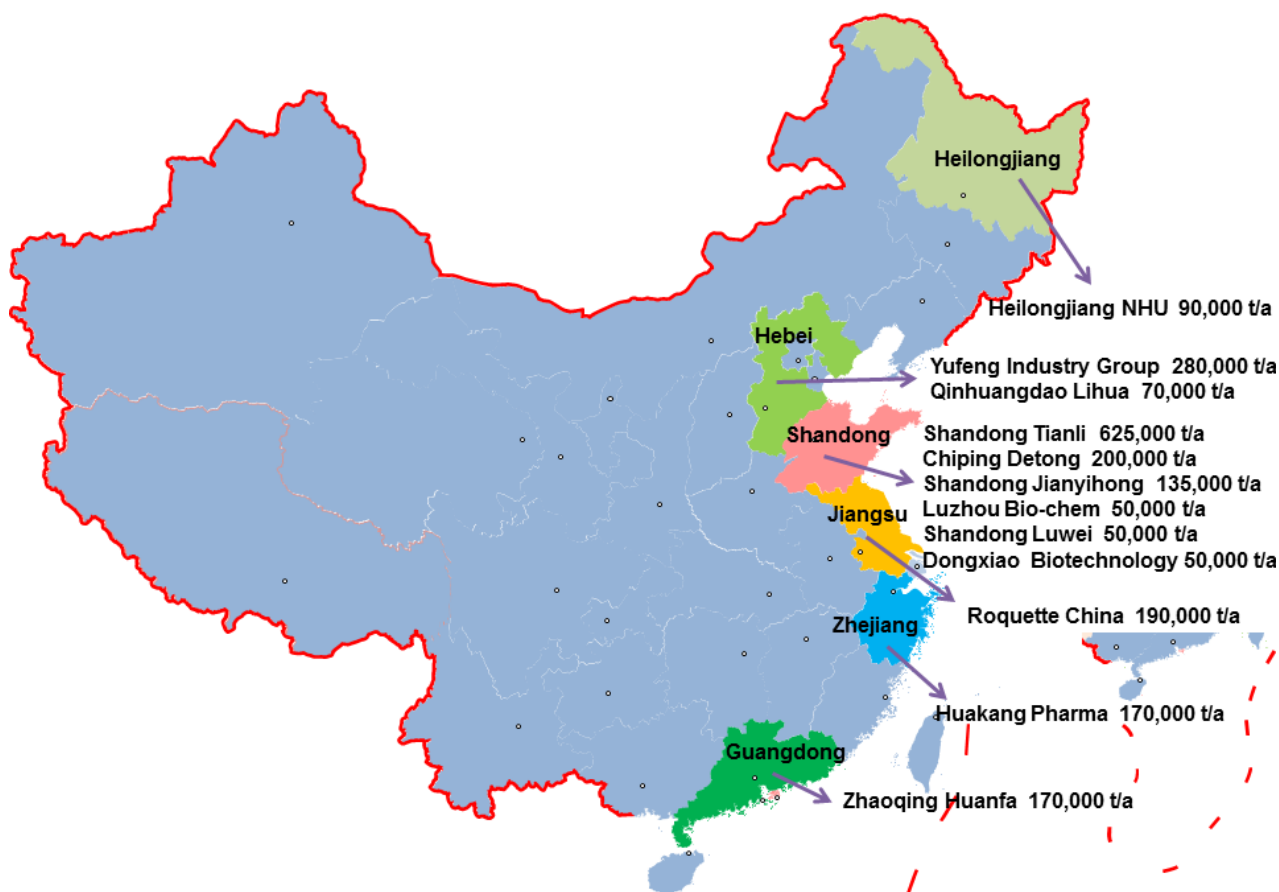 Heilongjiang
Heilongjiang NHU 90,000 t/a
Hebei
Yufeng Industry Group 280,000 t/a
Qinhuangdao Lihua 70,000 t/a
Shandong
Shandong Tianli 625,000 t/a
Chiping Detong 200,000 t/a
Shandong Jianyihong 135,000 t/a
Luzhou Bio-chem 50,000 t/a
Shandong Luwei 50,000 t/a
Dongxiao Biotechnology 50,000 t/a
Jiangsu
Roquette China 190,000 t/a
Zhejiang
Huakang Pharma 170,000 t/a
Guangdong
Zhaoqing Huanfa 170,000 t/a